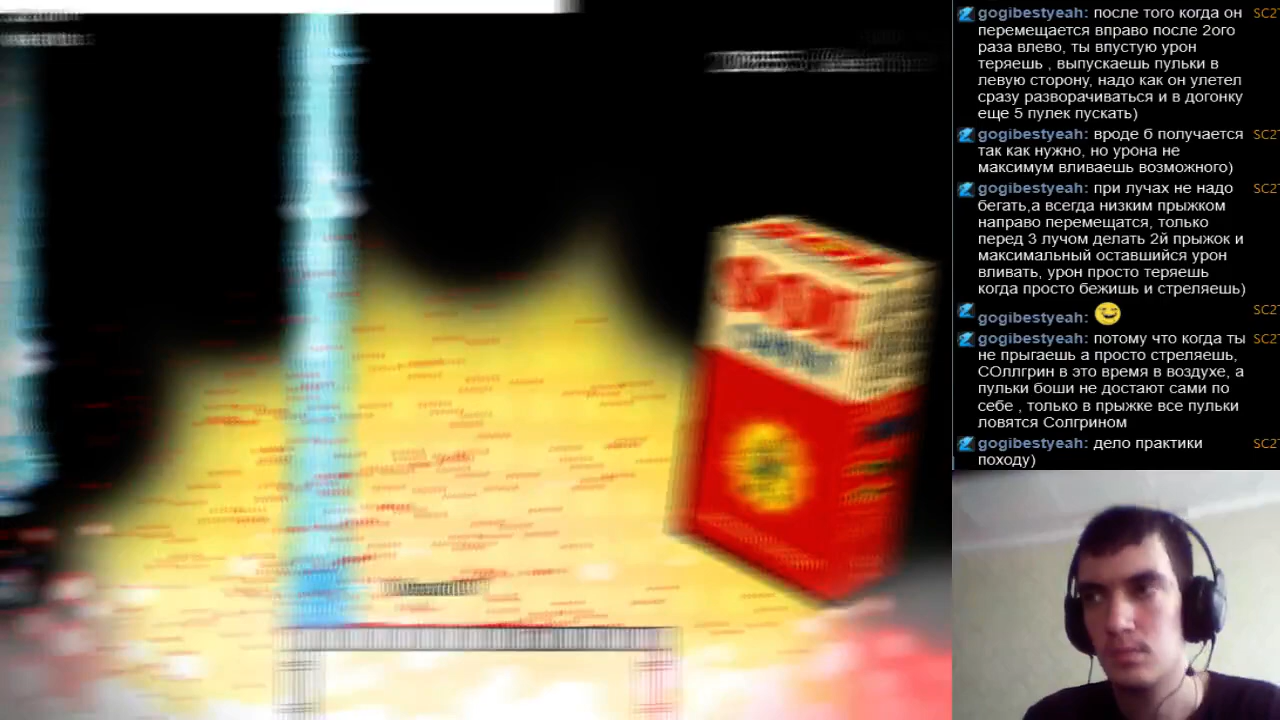 gogibestyeah: после того когда он
перемещается вправо после 2ого
раза влево, ты впустую урон
теряешь , выпускаешь пульки в
левую сторону, надо как он улетел
сразу разворачиваться и в догонку
еще 5 пулек пускать)
gogibestyeah: вроде б получается
так как нужно, но урона не
максимум вливаешь возможного)
gogibestyeah: при лучах не надо
бегать,а всегда низким прыжком
направо перемещатся, только
перед 3 лучом делать 2й прыжок и
максимальный оставшийся урон
вливать, урон просто теряешь
когда просто бежишь и стреляешь)
gogibestyeah:
gogibestyeah: потому что когда ты
не прыгаешь а просто стреляешь,
СОллгрин в это время в воздухе, а
пульки боши не достают сами по
себе , только в прыжке все пульки
ловятся Солгрином
gogibestyeah: дело практики
походу)